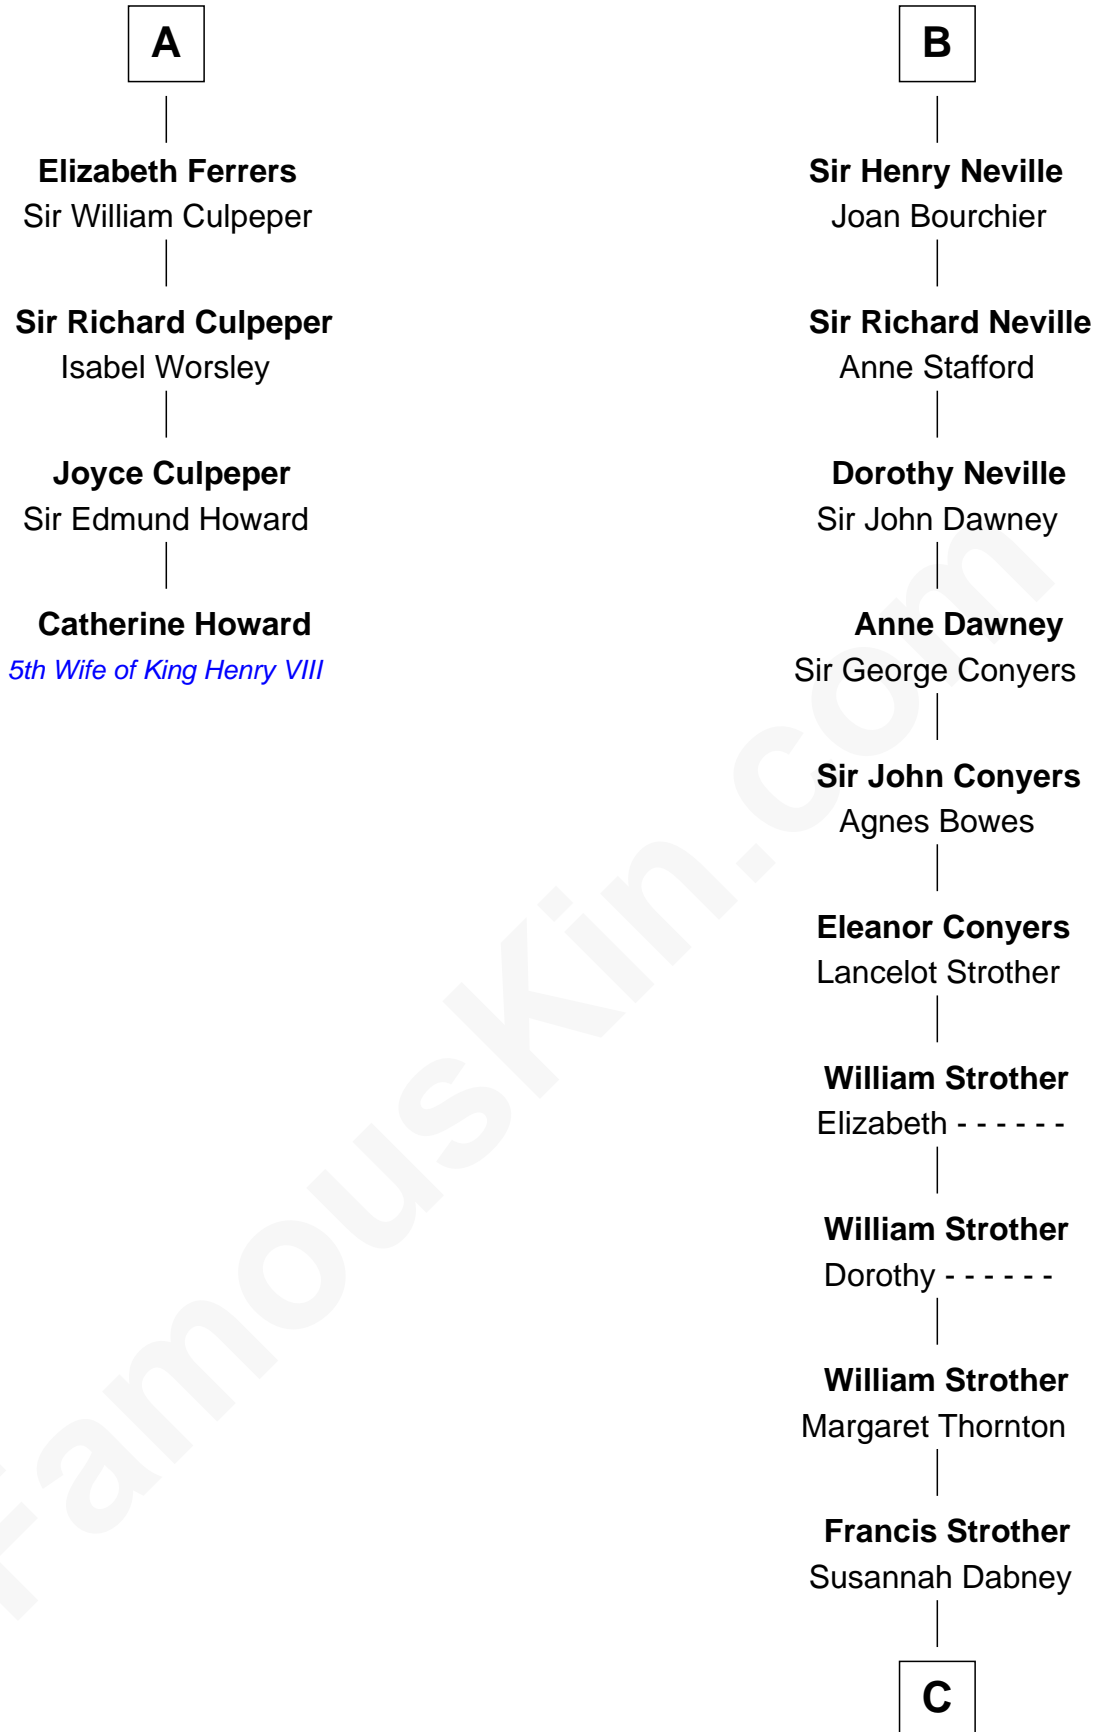 A
Elizabeth Ferrers
Sir William Culpeper
Sir Richard Culpeper
Isabel Worsley
Joyce Culpeper
Sir Edmund Howard
Catherine Howard
5th Wife of King Henry VIII
B
Sir Henry Neville
Joan Bourchier
Sir Richard Neville
Anne Stafford
Dorothy Neville
Sir John Dawney
Anne Dawney
Sir George Conyers
Sir John Conyers
Agnes Bowes
Eleanor Conyers
Lancelot Strother
William Strother
Elizabeth - - - - - -
William Strother
Dorothy - - - - - -
William Strother
Margaret Thornton
Francis Strother
Susannah Dabney
C
FamousKin.com